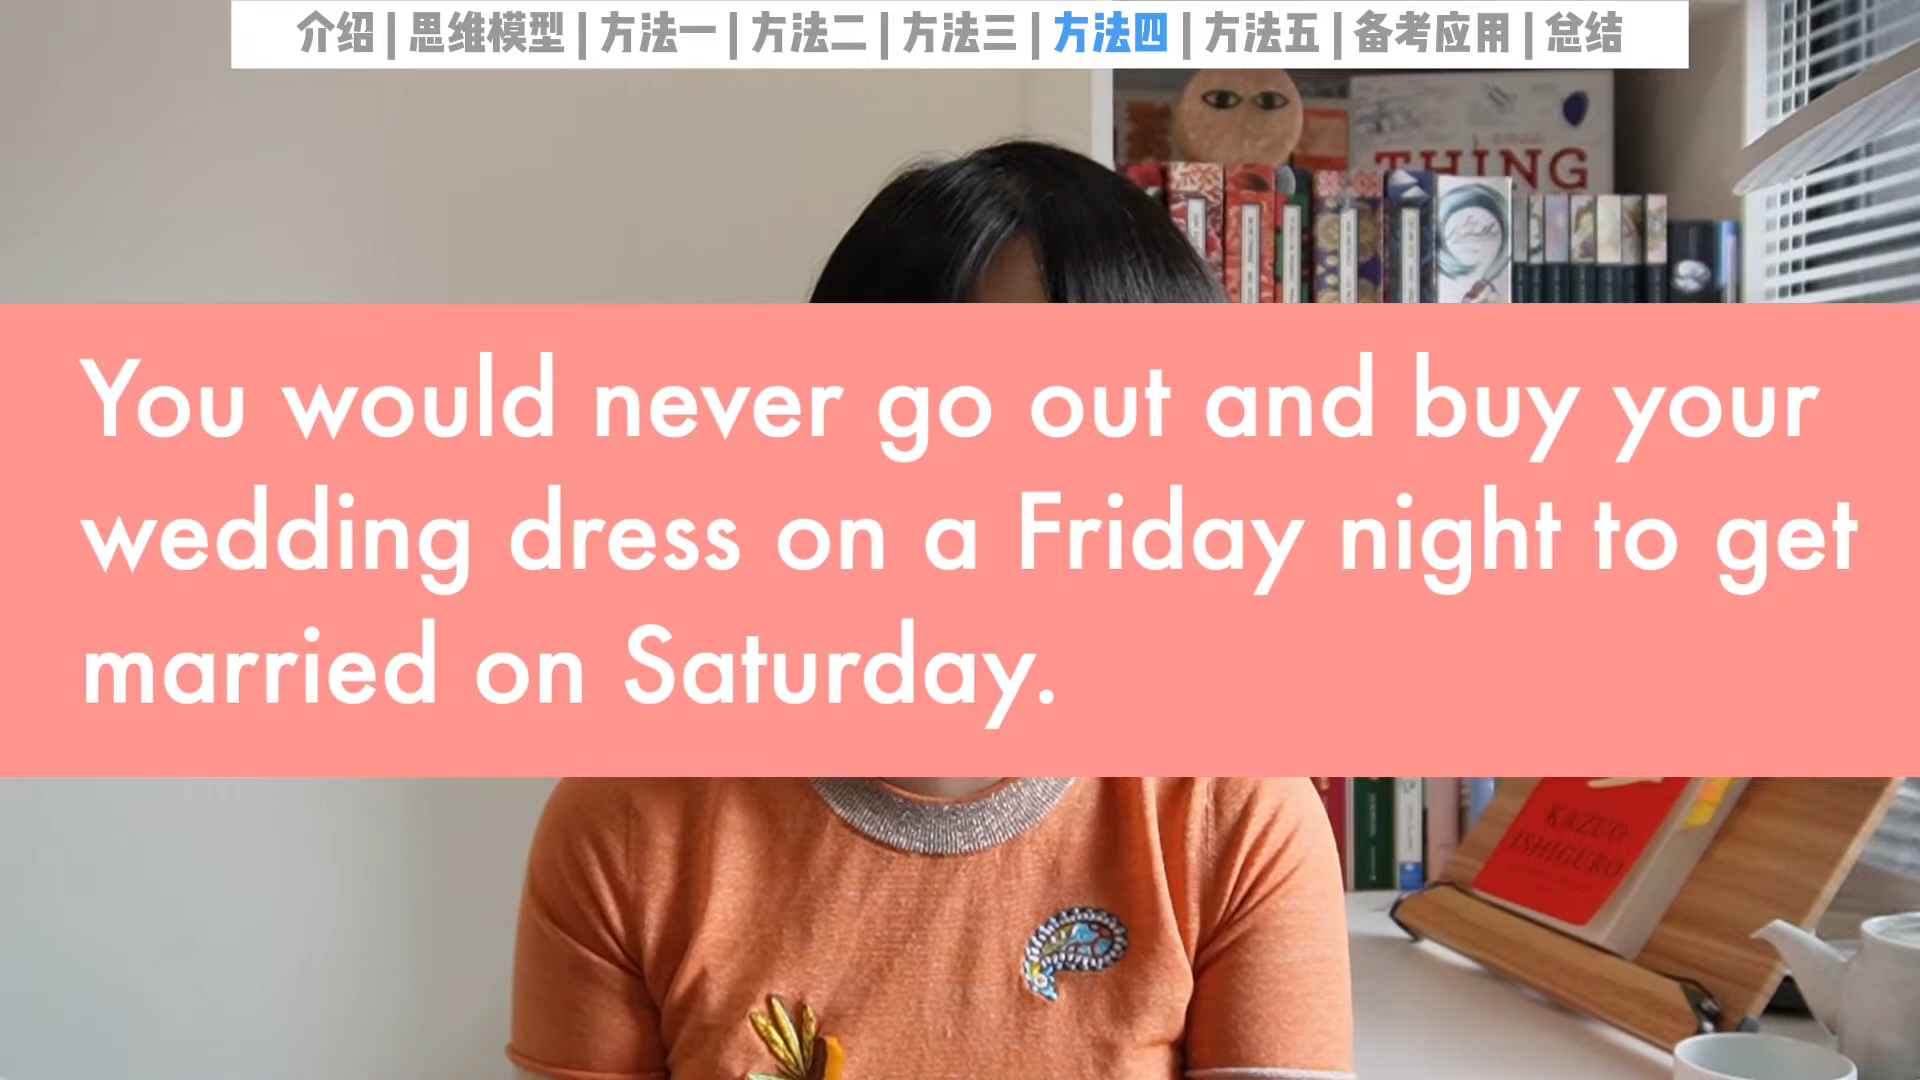 介绍 | 思维模型 | 方法一 | 方法二 | 方法三 | 方法四 | 方法五 | 备考应用 | 总结
THING
You would never go out and buy your
wedding dress on a Friday night to get
married on Saturday.
KAZUO
ISHIGURO